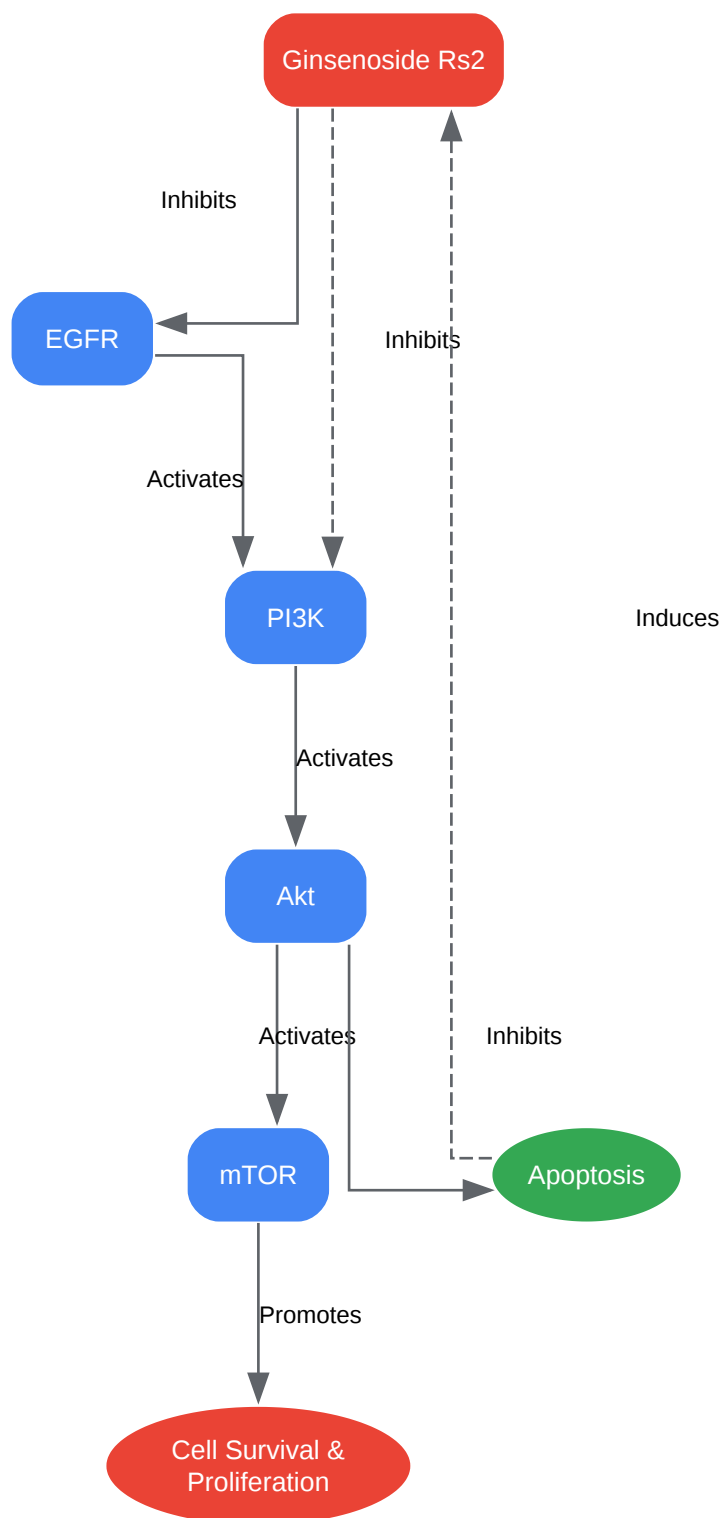 Ginsenoside Rs2
Inhibits
EGFR
Inhibits
Activates
PI3K
Induces
Activates
Akt
Activates
Inhibits
mTOR
Apoptosis
Promotes
Cell Survival &
Proliferation